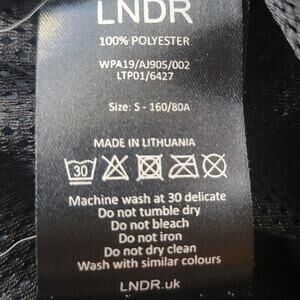 LNDR
100% POLYESTER
WPA19/AJ905/002
LTP01/6427
Size: S - 160/80A
MADE IN LITHUANIA
30
Machine wash at 30 delicate
Do not tumble dry
Do not bleach
Do not iron
Do not dry clean
Wash with similar colours
LNDR.uk